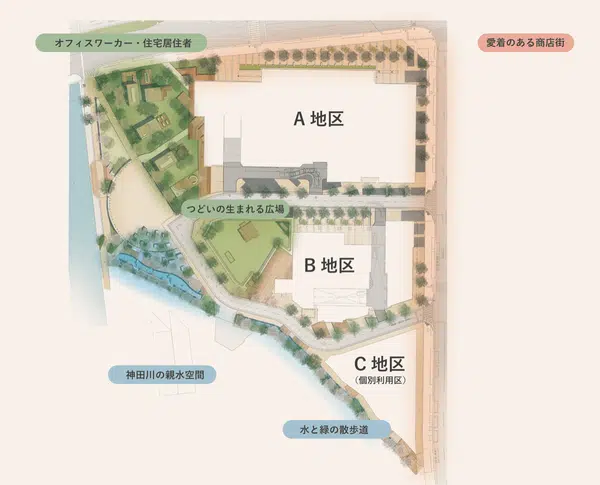 オフィスワーカー・住宅居住者
愛着のある商店街
A 地区
つどいの生まれる広場
B 地区
C 地区
(個別利用区)
神田川の親水空間
水と緑の散歩道